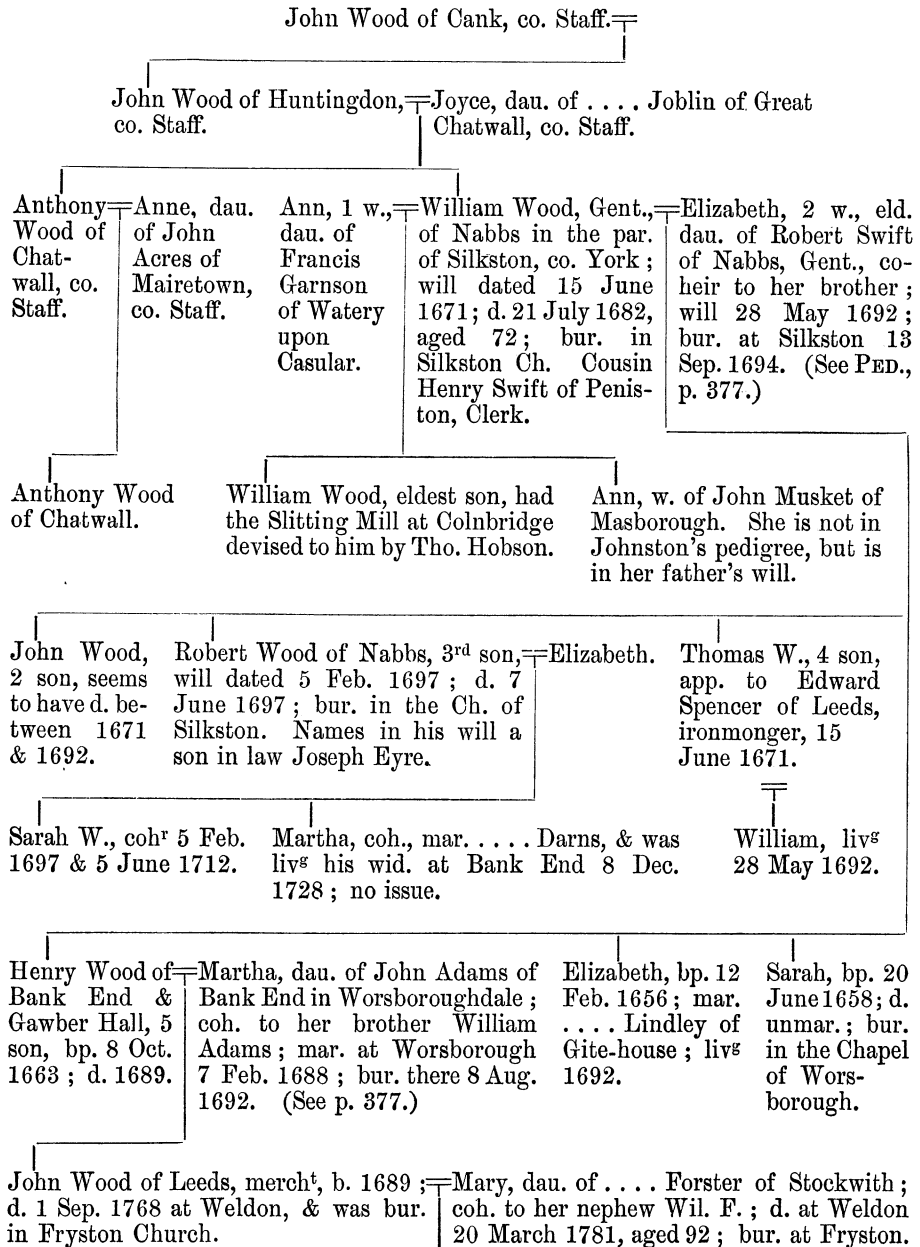 John Wood of Cank, co. Staff.
John Wood of Huntingdon,
co. Staff.
Joyce, dau. of . . . . Joblin of Great
Chatwall, co. Staff.
Anthony
Wood of
Chat-
wall, co.
Staff.
Anne, dau.
of John
Acres of
Mairetown,
co. Staff.
Ann, 1 w.,
dau. of
Francis
Garnson
of Watery
upon
Casular.
William Wood, Gent.,
of Nabbs in the par.
of Silkston, co. York ;
will dated 15 June
1671 ; d. 21 July 1682,
aged 72 ; bur. in
Silkston Ch. Cousin
Henry Swift of Penis-
ton, Clerk.
Elizabeth, 2 w., eld.
dau. of Robert Swift
of Nabbs, Gent., co-
heir to her brother ;
will 28 May 1692 ;
bur. at Silkston 13
Sep. 1694. (See PED.,
p. 377.)
Anthony Wood
of Chatwall.
William Wood, eldest son, had
the Slitting Mill at Colnbridge
devised to him by Tho. Hobson.
Ann, w. of John Musket of
Masborough. She is not in
Johnston's pedigree, but is
in her father's will.
John Wood,
2 son, seems
to have d. be-
tween 1671
& 1692.
Robert Wood of Nabbs, 3rd son,
will dated 5 Feb. 1697 ; d. 7
June 1697 ; bur. in the Ch. of
Silkston. Names in his will a
son in law Joseph Eyre.
Elizabeth.
Thomas W., 4 son,
app. to Edward
Spencer of Leeds,
ironmonger, 15
June 1671.
Sarah W., cohr 5 Feb.
1697 & 5 June 1712.
Martha, coh., mar. . . . . . Darns, & was
livg his wid. at Bank End 8 Dec.
1728 ; no issue.
William, livg
28 May 1692.
Henry Wood of
Bank End &
Gawber Hall, 5
son, bp. 8 Oct.
1663 ; d. 1689.
Martha, dau. of John Adams of
Bank End in Worsboroughdale ;
coh. to her brother William
Adams ; mar. at Worsborough
7 Feb. 1688 ; bur. there 8 Aug.
1692. (See p. 377.)
Elizabeth, bp. 12
Feb. 1656 ; mar.
. . . . Lindley of
Gite-house ; livg
1692.
Sarah, bp. 20
June 1658 ; d.
unmar. ; bur.
in the Chapel
of Wors-
borough.
John Wood of Leeds, mercht, b. 1689 ;
d. 1 Sep. 1768 at Weldon, & was bur.
in Fryston Church.
Mary, dau. of . . . . Forster of Stockwith ;
coh. to her nephew Wil. F. ; d. at Weldon
20 March 1781, aged 92 ; bur. at Fryston.